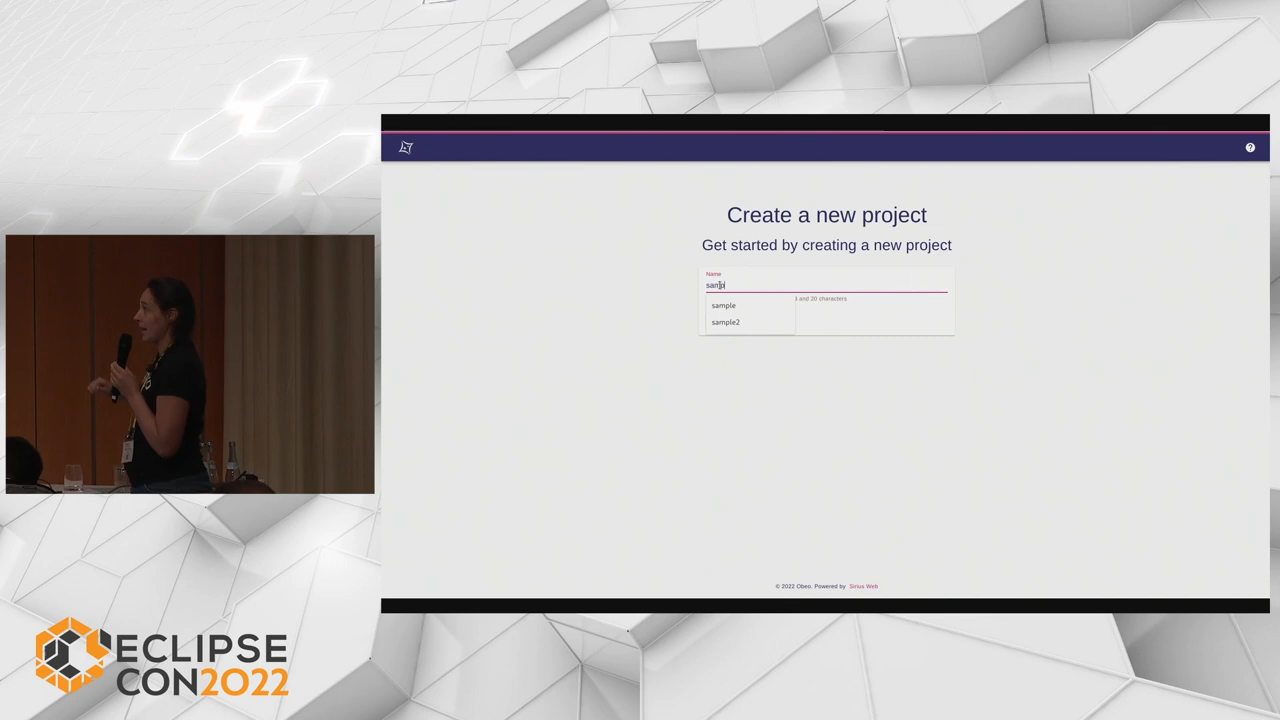 Create a new project
Get started by creating a new project
Name
samp
and 20 characters
sample
sample2
© 2022 Obeo. Powered by Sirius Web
ECLIPSE
CON2022